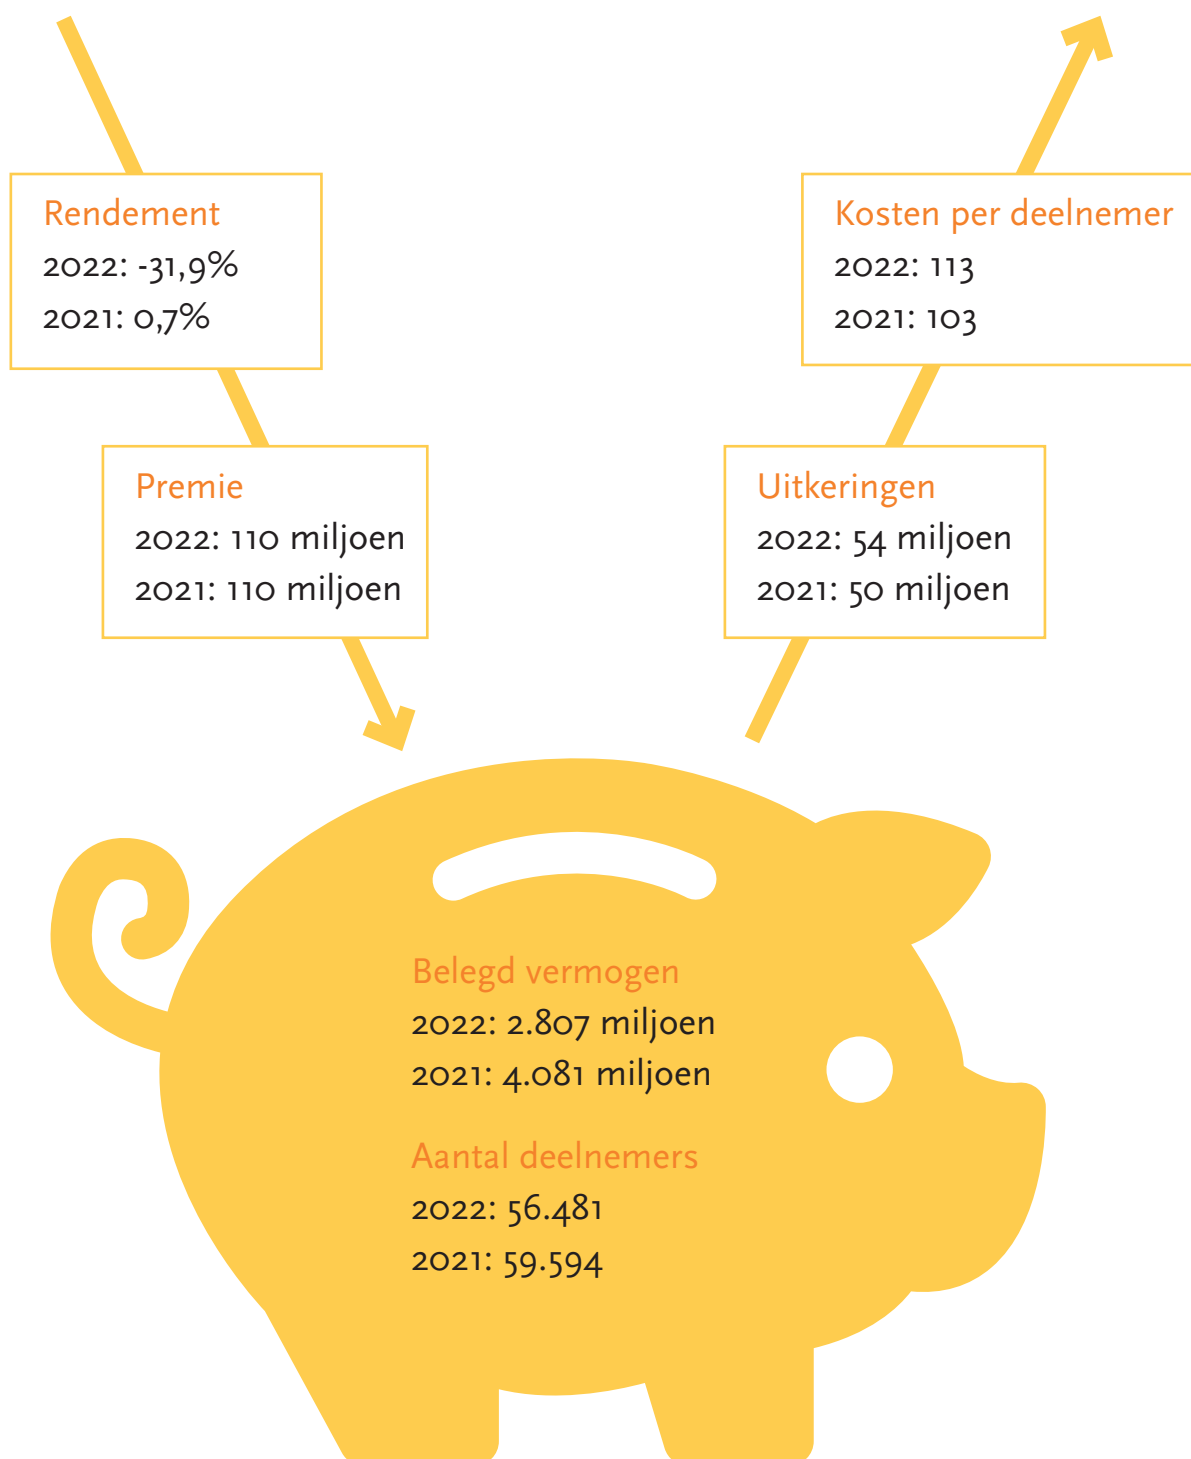 Rendement
2022: -31,9%
2021: 0,7%
Premie
2022: 110 miljoen
2021: 110 miljoen
Kosten per deelnemer
2022: 113
2021: 103
Uitkeringen
2022: 54 miljoen
2021: 50 miljoen
Belegd vermogen
2022: 2.807 miljoen
2021: 4.081 miljoen
Aantal deelnemers
2022: 56.481
2021: 59.594